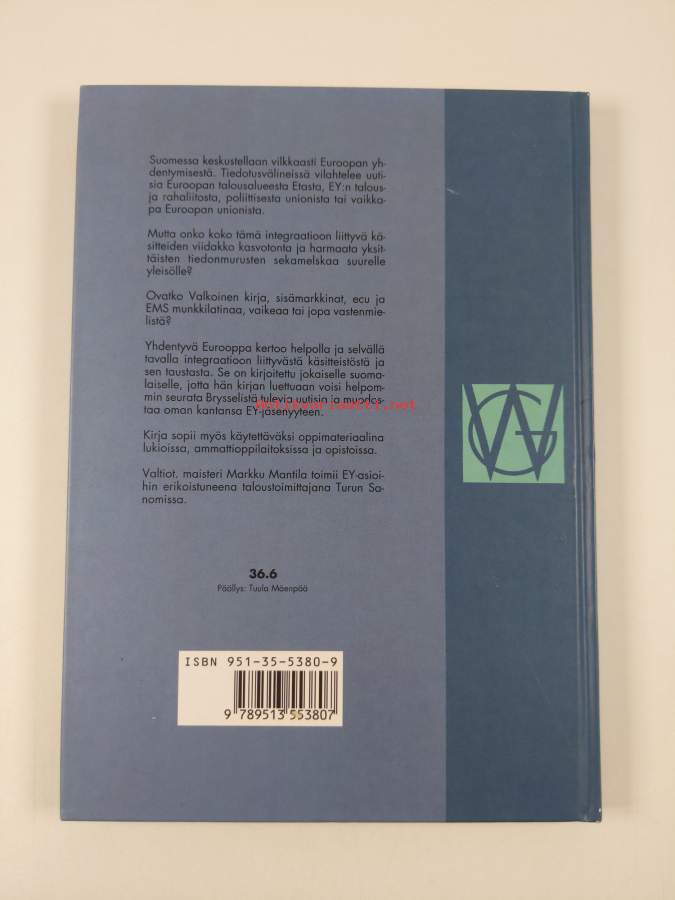 Suomessa keskustellaan vilkkaasti Euroopan yh-
dentymisestä. Tiedotusvälineissä vilahtelee uuti-
sia Euroopan talousalueesta Etasta, EY:n talous-
ja rahaliitosta, poliittisesta unionista tai vaikka-
pa Euroopan unionista.
Mutta onko koko tämä integraatioon liittyvä kä-
sitteiden viidakko kasvotonta ja harmaata yksit-
täisten tiedonmurusten sekamelskaa suurelle
yleisölle?
Ovatko Valkoinen kirja, sisämarkkinat, ecu ja
EMS munkkilatinaa, vaikeaa tai jopa vastenmie-
listä?
Yhdentyvä Eurooppa kertoo helpolla ja selvällä
tavalla integraatioon liittyvästä käsitteistöstä ja
sen taustasta. Se on kirjoitettu jokaiselle suoma-
laiselle, jotta hän kirjan luettuaan voisi helpom-
min seurata Brysselistä tulevia uutisia ja muodos-
taa oman kantansa EY-jäsenyyteen.
Kirja sopii myös käytettäväksi oppimateriaalina
lukioissa, ammattioppilaitoksissa ja opistoissa.
Valtiot. maisteri Markku Mantila toimii EY-asioi-
hin erikoistuneena taloustoimittajana Turun Sa-
nomissa.
36.6
Päällys: Tuula Mäenpää
ISBN 951-35-5380-9
9 789513 553807
WG